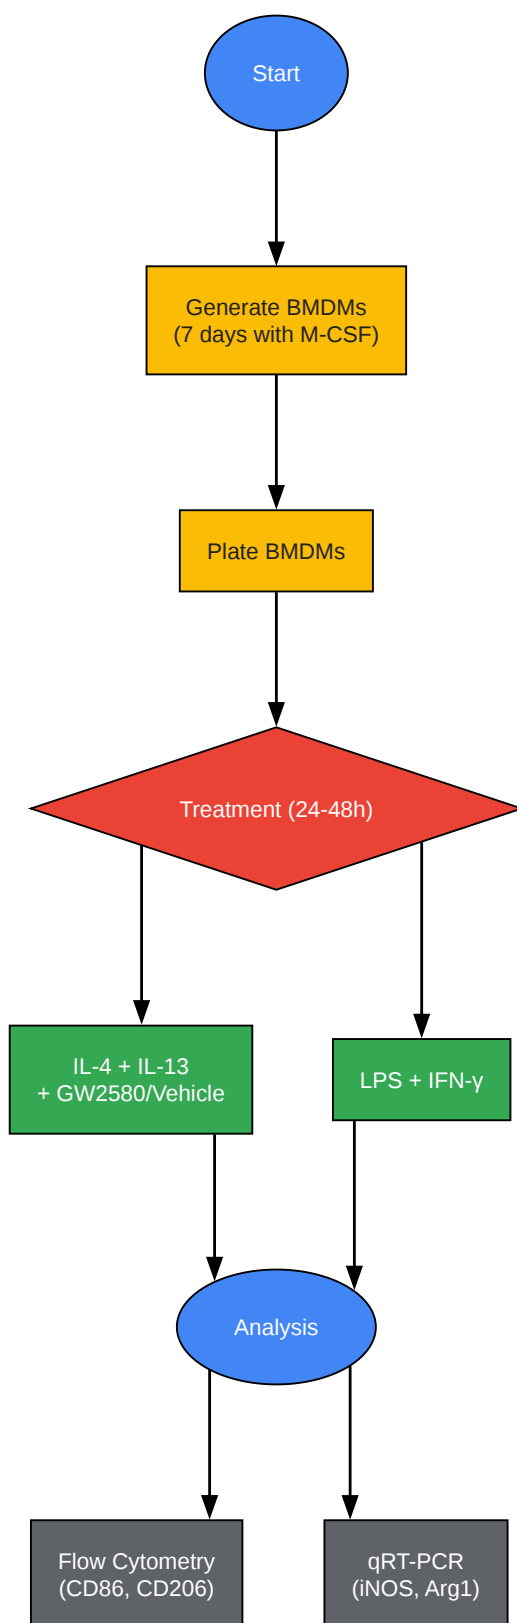 Start
Generate BMDMs
(7 days with M-CSF)
Plate BMDMs
Treatment (24-48h)
IL-4 + IL-13
+ GW2580/Vehicle
LPS + IFN-γ
Analysis
Flow Cytometry
(CD86, CD206)
qRT-PCR
(iNOS, Arg1)